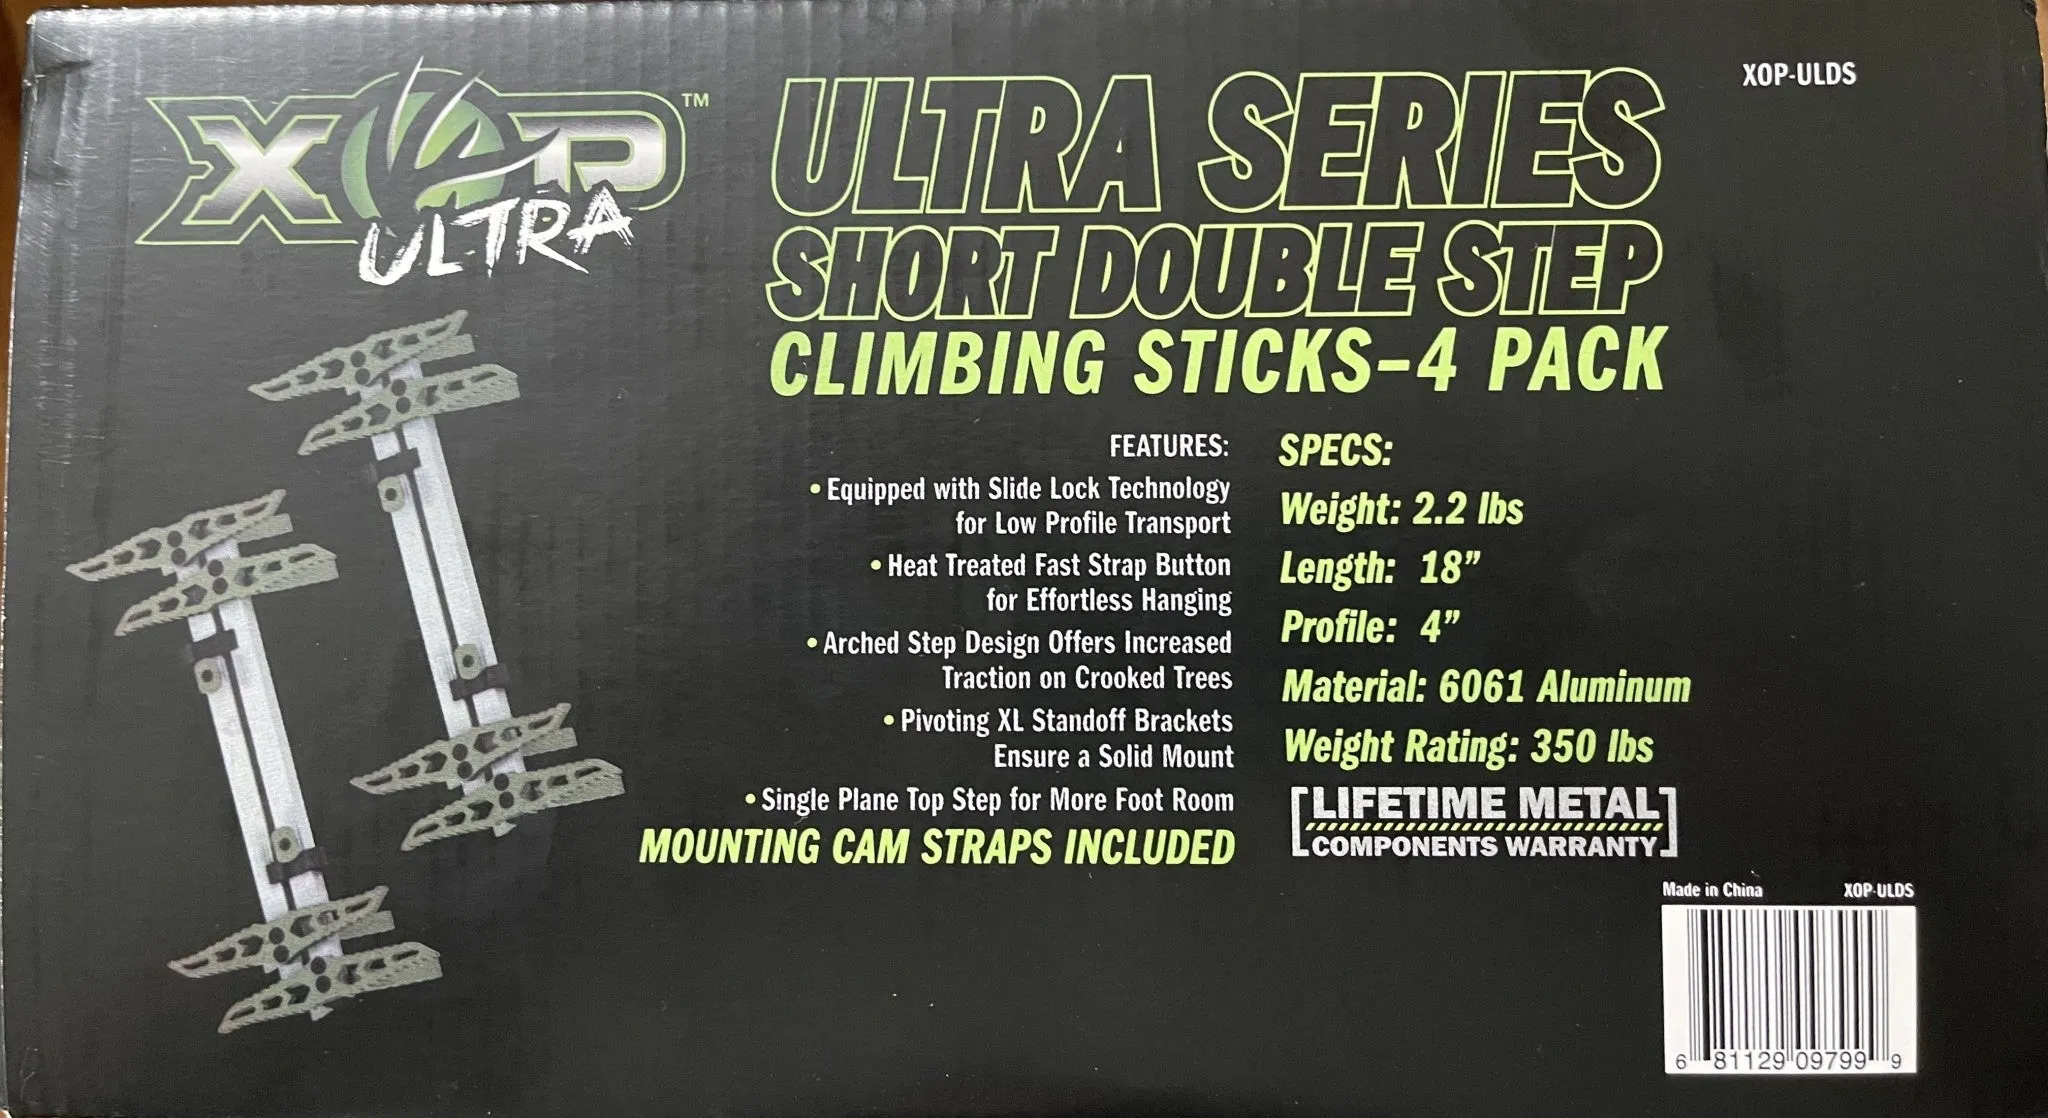 XOP™
ULTRA
ULTRA SERIES
SHORT DOUBLE STEP
CLIMBING STICKS-4 PACK
XOP-ULDS
FEATURES:
• Equipped with Slide Lock Technology
for Low Profile Transport
• Heat Treated Fast Strap Button
for Effortless Hanging
• Arched Step Design Offers Increased
Traction on Crooked Trees
• Pivoting XL Standoff Brackets
Ensure a Solid Mount
• Single Plane Top Step for More Foot Room
MOUNTING CAM STRAPS INCLUDED
SPECS:
Weight: 2.2 lbs
Length: 18”
Profile: 4”
Material: 6061 Aluminum
Weight Rating: 350 lbs
LIFETIME METAL
COMPONENTS WARRANTY
Made in China XOP-ULDS
6 81129 09799 9